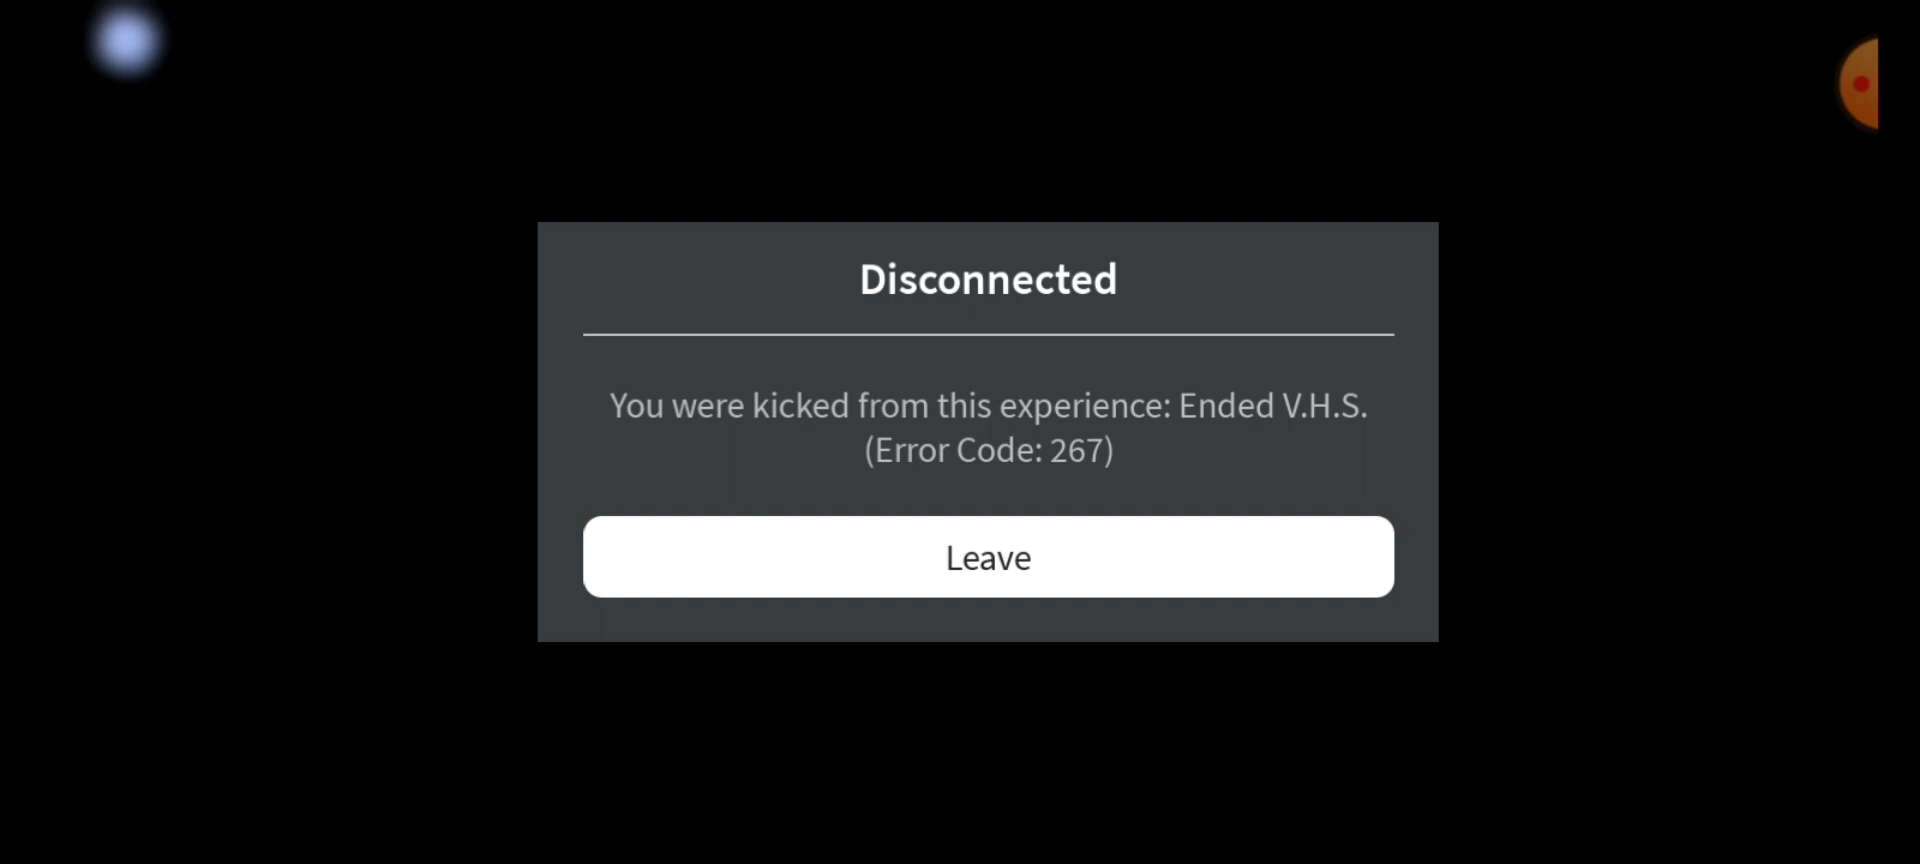 Disconnected
You were kicked from this experience: Ended V.H.S.
(Error Code: 267)
Leave